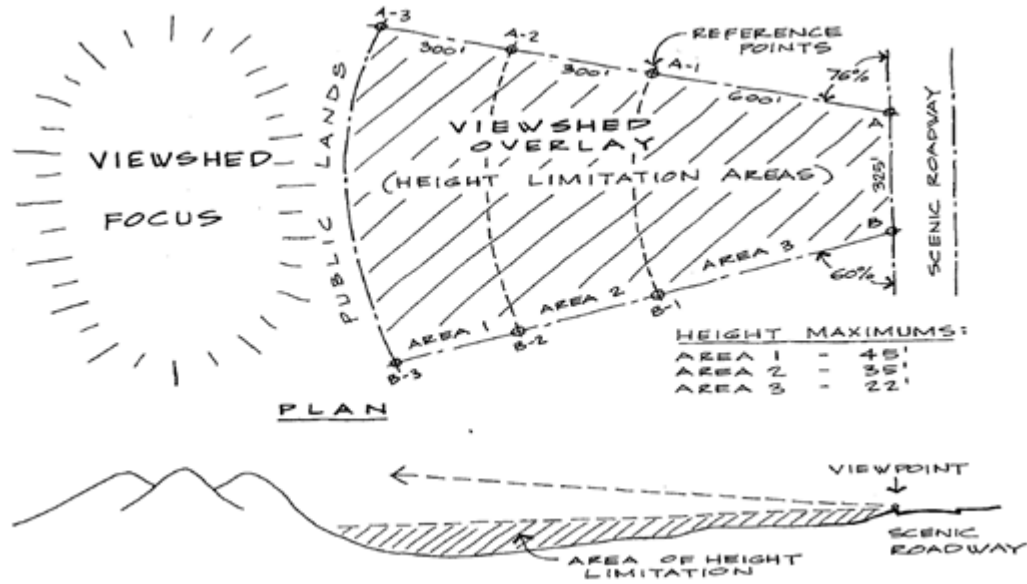 A-3
300'
A-2
300'
A-1
REFERENCE
POINTS
600'
76%
A
325'
B
60%
SCENIC ROADWAY
VIEWSHED
FOCUS
PUBLIC LANDS
VIEWSHED
OVERLAY
(HEIGHT LIMITATION AREAS)
AREA 3
AREA 2
AREA 1
B-1
B-2
B-3
HEIGHT MAXIMUMS:
AREA 1 - 45'
AREA 2 - 35'
AREA 3 - 22'
PLAN
VIEWPOINT
SCENIC
ROADWAY
AREA OF HEIGHT
LIMITATION